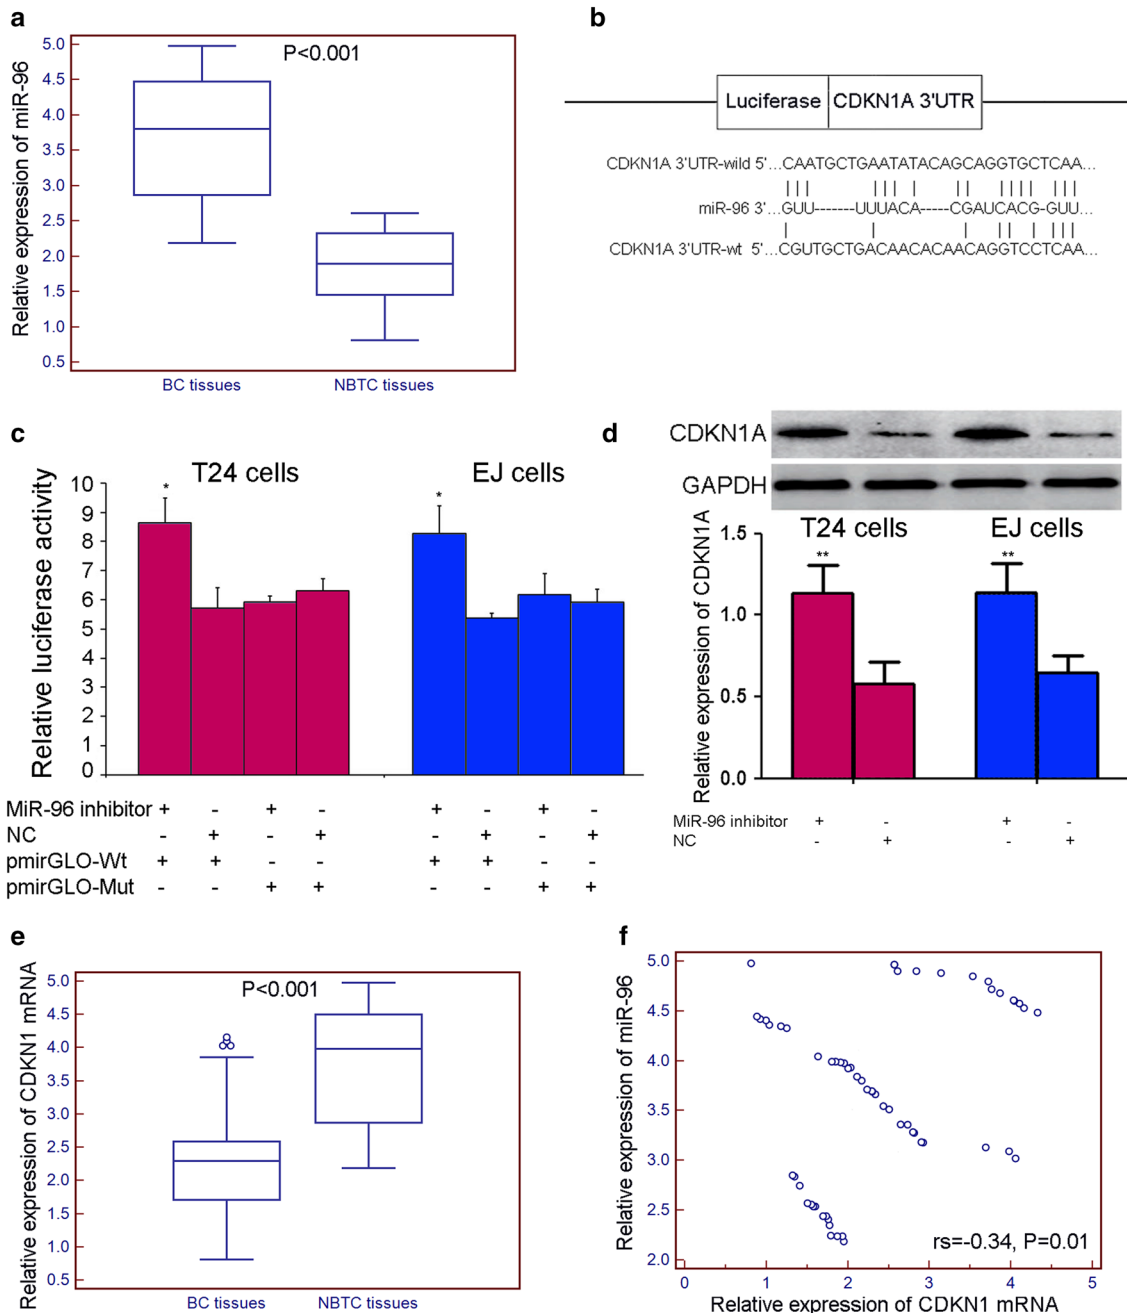 a
P<0.001
Relative expression of miR-96
5.0
4.5
4.0
3.5
3.0
2.5
2.0
1.5
1.0
0.5
BC tissues
NBTC tissues
b
Luciferase
CDKN1A 3'UTR
CDKN1A 3'UTR-wild 5'...CAATGCTGAATATACAGCAGGTGCTCAA...
miR-96 3'...GUU-------UUUACA-----CGAUCACG-GUU...
CDKN1A 3'UTR-wt 5'...CGUTGCTGACAACACAACAGGTCCTCAA...
c
T24 cells
EJ cells
Relative luciferase activity
10
9
8
7
6
5
4
3
2
1
0
*
*
MiR-96 inhibitor + - + - + - + -
NC - + - + - + - +
pmirGLO-Wt + + - - + + - -
pmirGLO-Mut - - + + - - + +
d
CDKN1A
GAPDH
T24 cells
EJ cells
Relative expression of CDKN1A
1.5
1.0
0.5
0.0
**
**
MiR-96 inhibitor + - + -
NC - + - +
e
P<0.001
Relative expression of CDKN1 mRNA
5.0
4.5
4.0
3.5
3.0
2.5
2.0
1.5
1.0
0.5
BC tissues
NBTC tissues
f
Relative expression of miR-96
5.0
4.5
4.0
3.5
3.0
2.5
2.0
rs=-0.34, P=0.01
0 1 2 3 4 5
Relative expression of CDKN1 mRNA